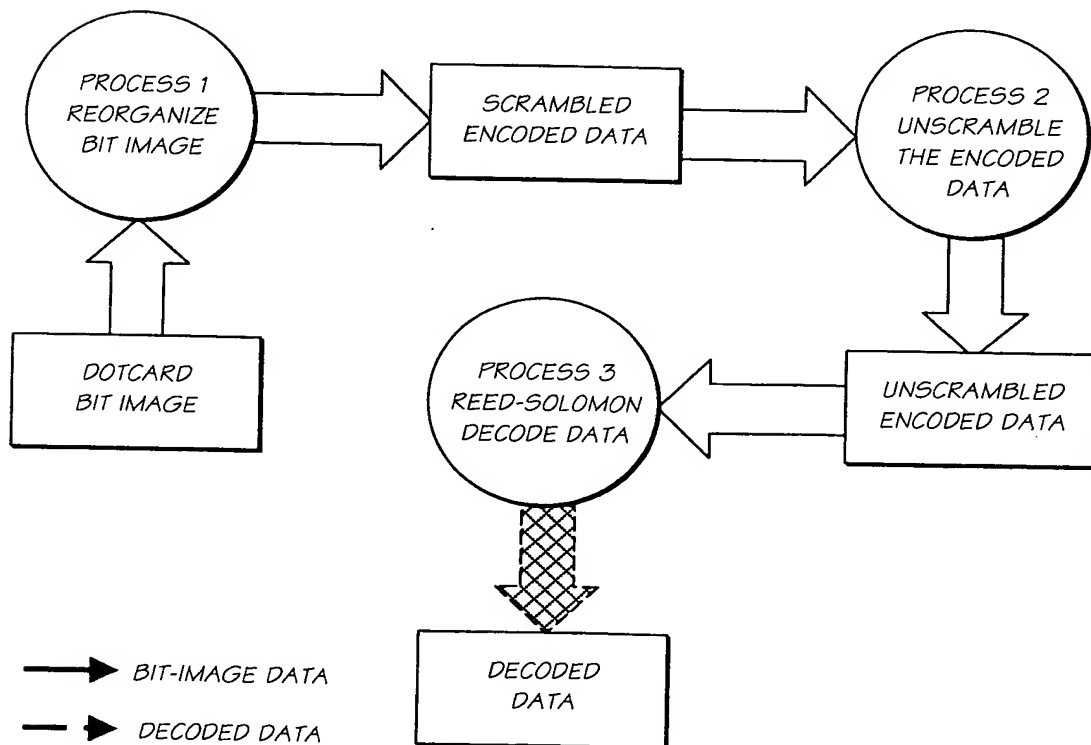 PROCESS 1
REORGANIZE
BIT IMAGE
SCRAMBLED
ENCODED DATA
PROCESS 2
UNSCRAMBLE
THE ENCODED
DATA
DOTCARD
BIT IMAGE
PROCESS 3
REED-SOLOMON
DECODE DATA
UNSCRAMBLED
ENCODED DATA
DECODED
DATA
BIT-IMAGE DATA
DECODED DATA